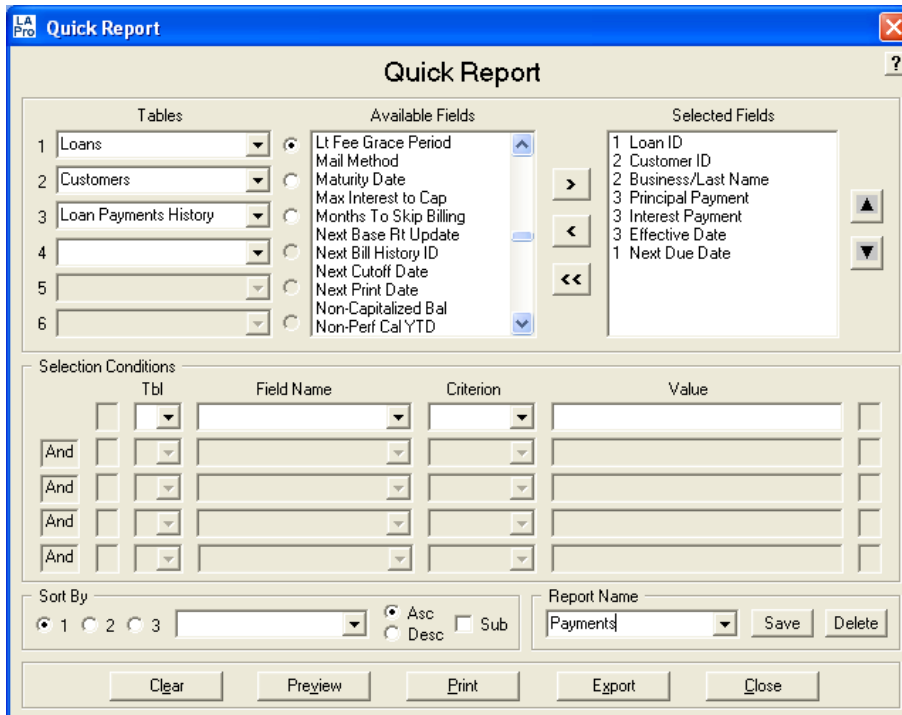 LA Pro Quick Report
Quick Report ?
Tables Available Fields Selected Fields
1 Loans
2 Customers
3 Loan Payments History
4
5
6
Lt Fee Grace Period
Mail Method
Maturity Date
Max Interest to Cap
Months To Skip Billing
Next Base Rt Update
Next Bill History ID
Next Cutoff Date
Next Print Date
Non-Capitalized Bal
Non-Perf Cal YTD
>
<
<<
1 Loan ID
2 Customer ID
2 Business/Last Name
3 Principal Payment
3 Interest Payment
3 Effective Date
1 Next Due Date
Selection Conditions
Tbl Field Name Criterion Value
And
And
And
And
Sort By
1 2 3 Asc Desc Sub
Report Name
Payments Save Delete
Clear Preview Print Export Close